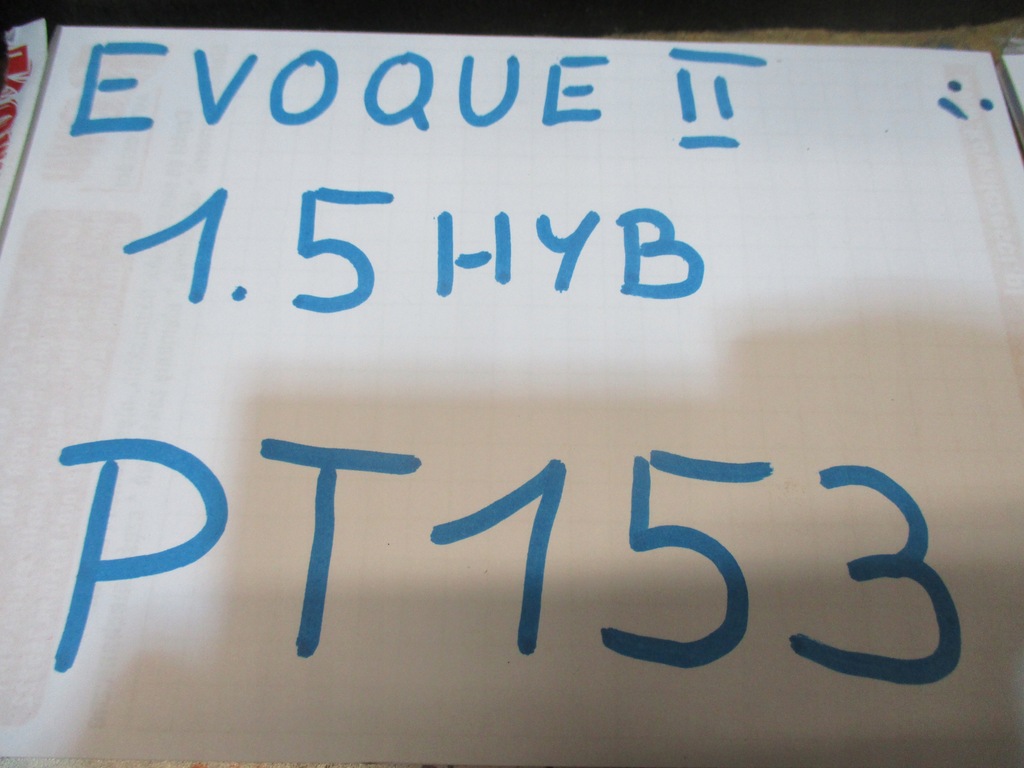 EVOQUE II
1.5 HYB
PT153